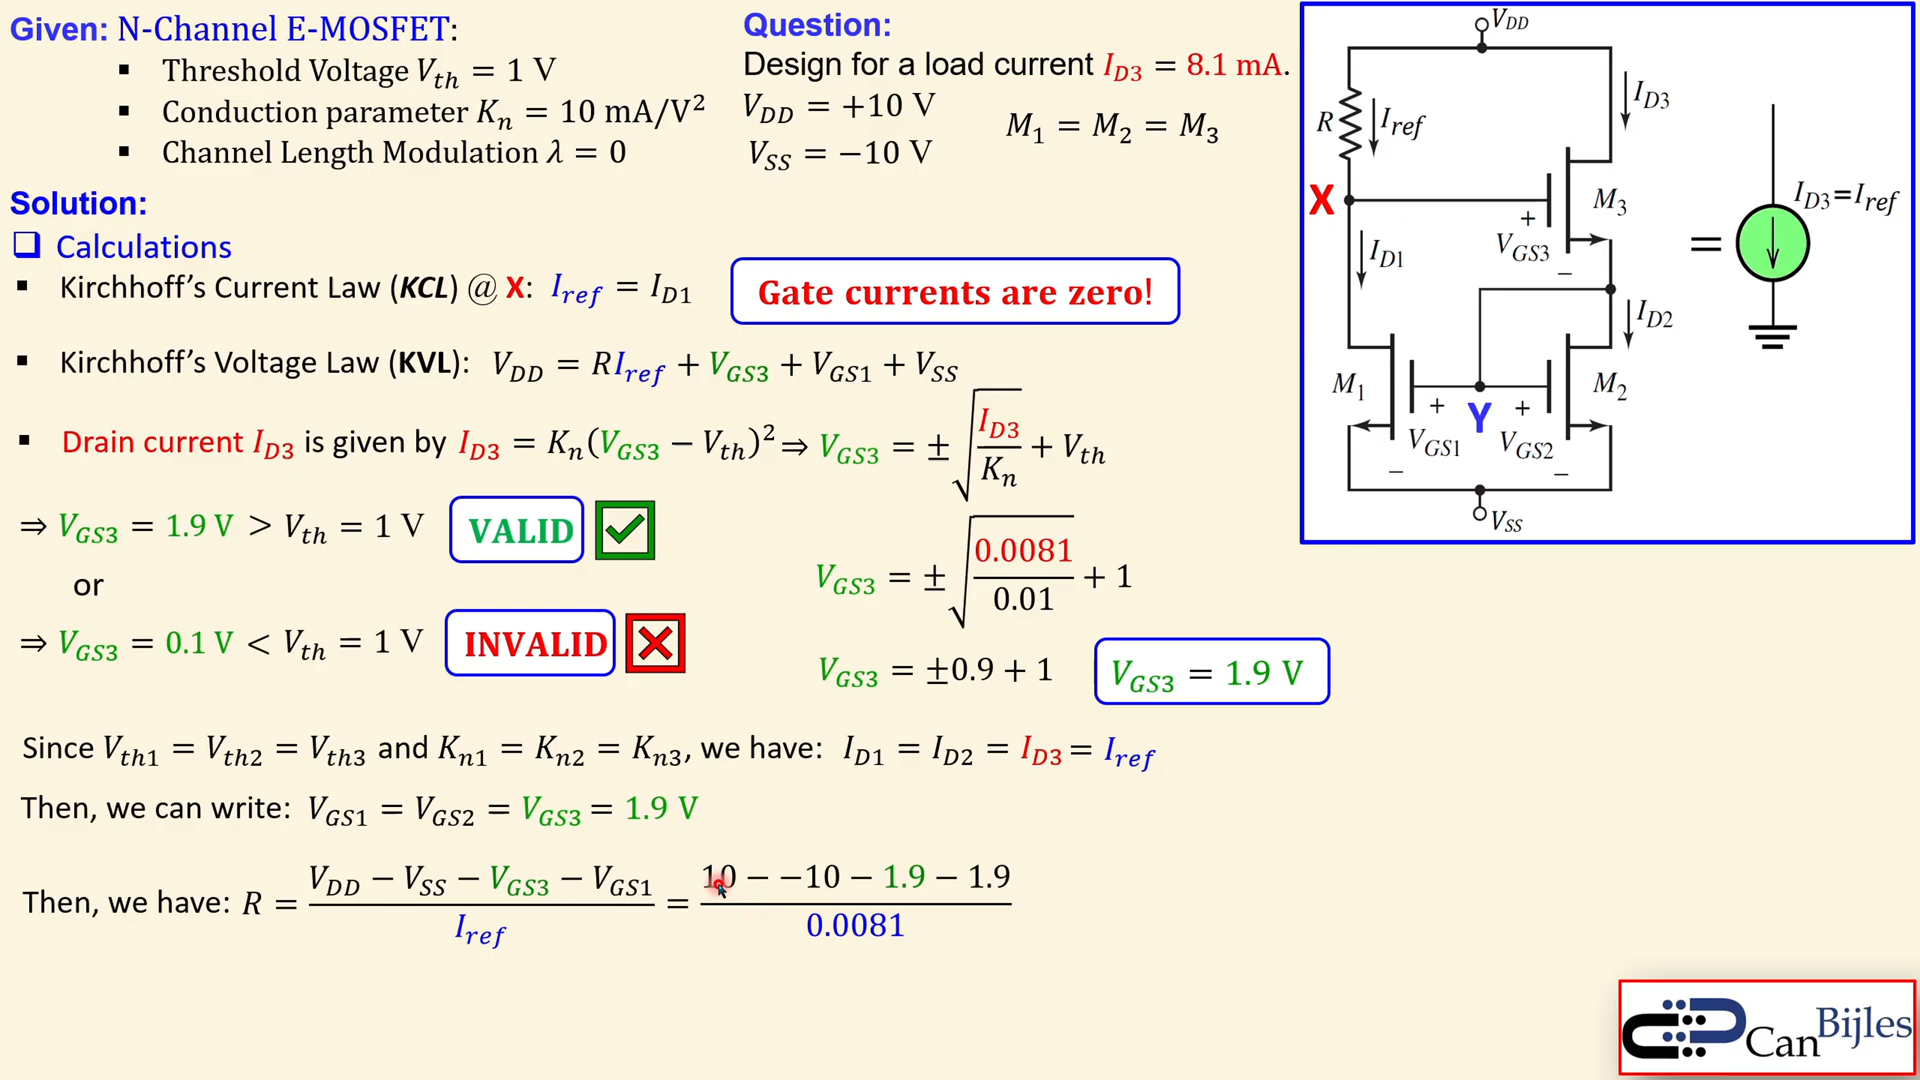 Given: N-Channel E-MOSFET:
▪ Threshold Voltage V_th = 1 V
▪ Conduction parameter K_n = 10 mA/V²
▪ Channel Length Modulation λ = 0
Question:
Design for a load current I_D3 = 8.1 mA.
V_DD = +10 V
V_SS = −10 V
M_1 = M_2 = M_3
Solution:
❑ Calculations
▪ Kirchhoff's Current Law (KCL) @ X: I_ref = I_D1
Gate currents are zero!
▪ Kirchhoff's Voltage Law (KVL): V_DD = RI_ref + V_GS3 + V_GS1 + V_SS
▪ Drain current I_D3 is given by I_D3 = K_n(V_GS3 − V_th)² ⇒ V_GS3 = ± √(I_D3 / K_n) + V_th
⇒ V_GS3 = 1.9 V > V_th = 1 V VALID
or
⇒ V_GS3 = 0.1 V < V_th = 1 V INVALID
V_GS3 = ± √(0.0081 / 0.01) + 1
V_GS3 = ±0.9 + 1
V_GS3 = 1.9 V
Since V_th1 = V_th2 = V_th3 and K_n1 = K_n2 = K_n3, we have: I_D1 = I_D2 = I_D3 = I_ref
Then, we can write: V_GS1 = V_GS2 = V_GS3 = 1.9 V
Then, we have: R = (V_DD − V_SS − V_GS3 − V_GS1) / I_ref = (10 − −10 − 1.9 − 1.9) / 0.0081
V_DD
I_D3
R
I_ref
X
M_3
+
V_GS3
−
I_D1
I_D2
M_1
M_2
+
Y
+
V_GS1
V_GS2
−
−
V_SS
=
I_D3=I_ref
Can Bijles